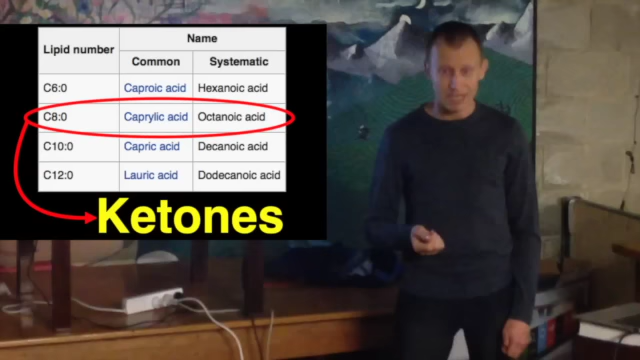 Lipid number Name
Common Systematic
C6:0 Caproic acid Hexanoic acid
C8:0 Caprylic acid Octanoic acid
C10:0 Capric acid Decanoic acid
C12:0 Lauric acid Dodecanoic acid
Ketones